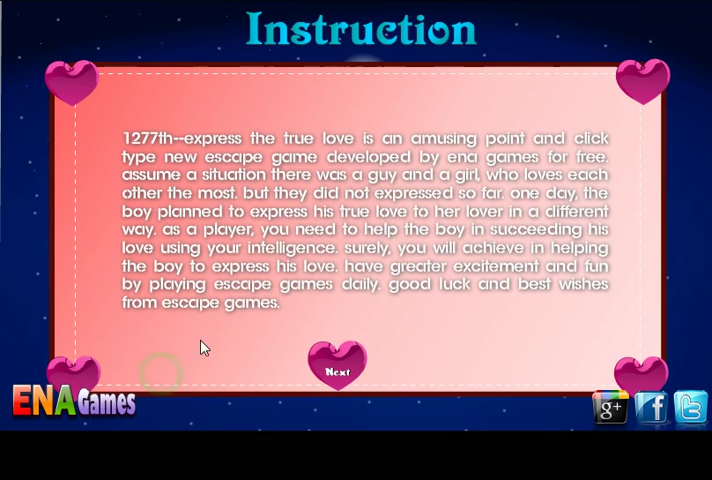 Instruction
1277th--express the true love is an amusing point and click
type new escape game developed by ena games for free.
assume a situation there was a guy and a girl, who loves each
other the most. but they did not expressed so far. one day, the
boy planned to express his true love to her lover in a different
way. as a player, you need to help the boy in succeeding his
love using your intelligence. surely, you will achieve in helping
the boy to express his love. have greater excitement and fun
by playing escape games daily. good luck and best wishes
from escape games.
Next
ENA Games
g+ f t